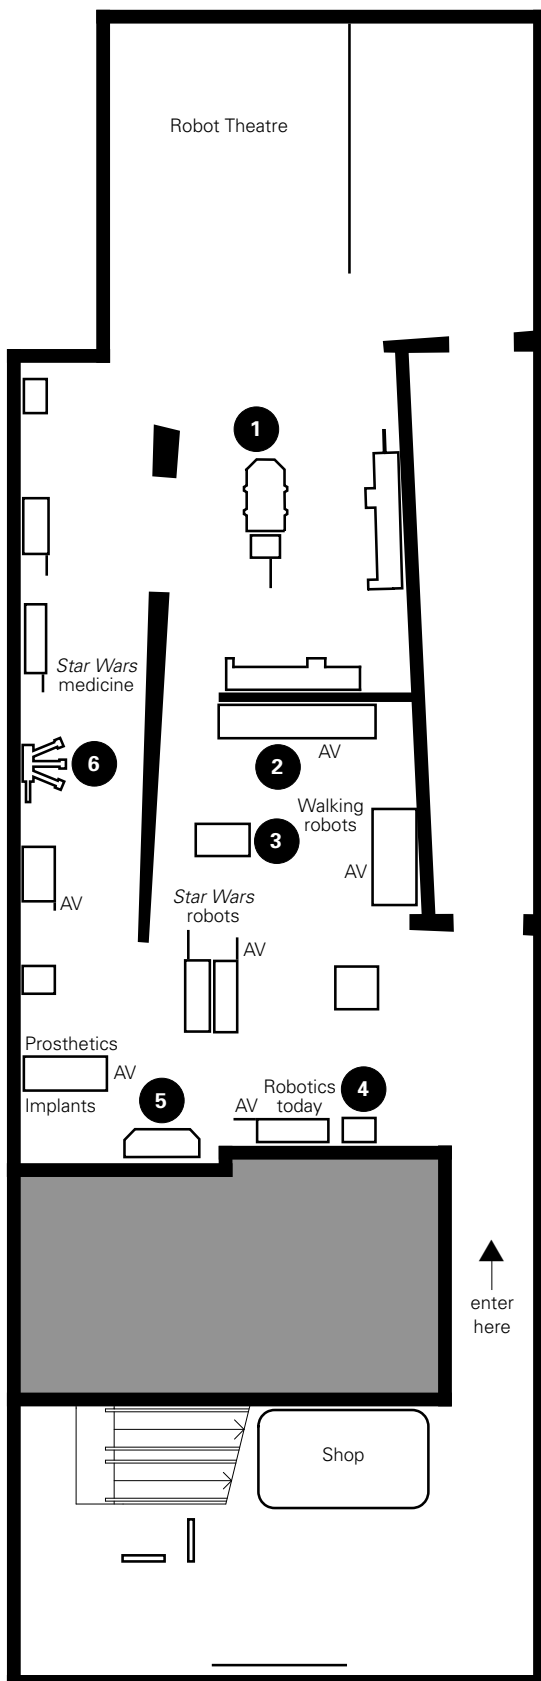 Robot Theatre
1
Star Wars
medicine
6
2
AV
Walking
robots
3
AV
AV
Star Wars
robots
AV
Prosthetics
AV
Implants
5
Robotics
today
4
AV
enter
here
Shop